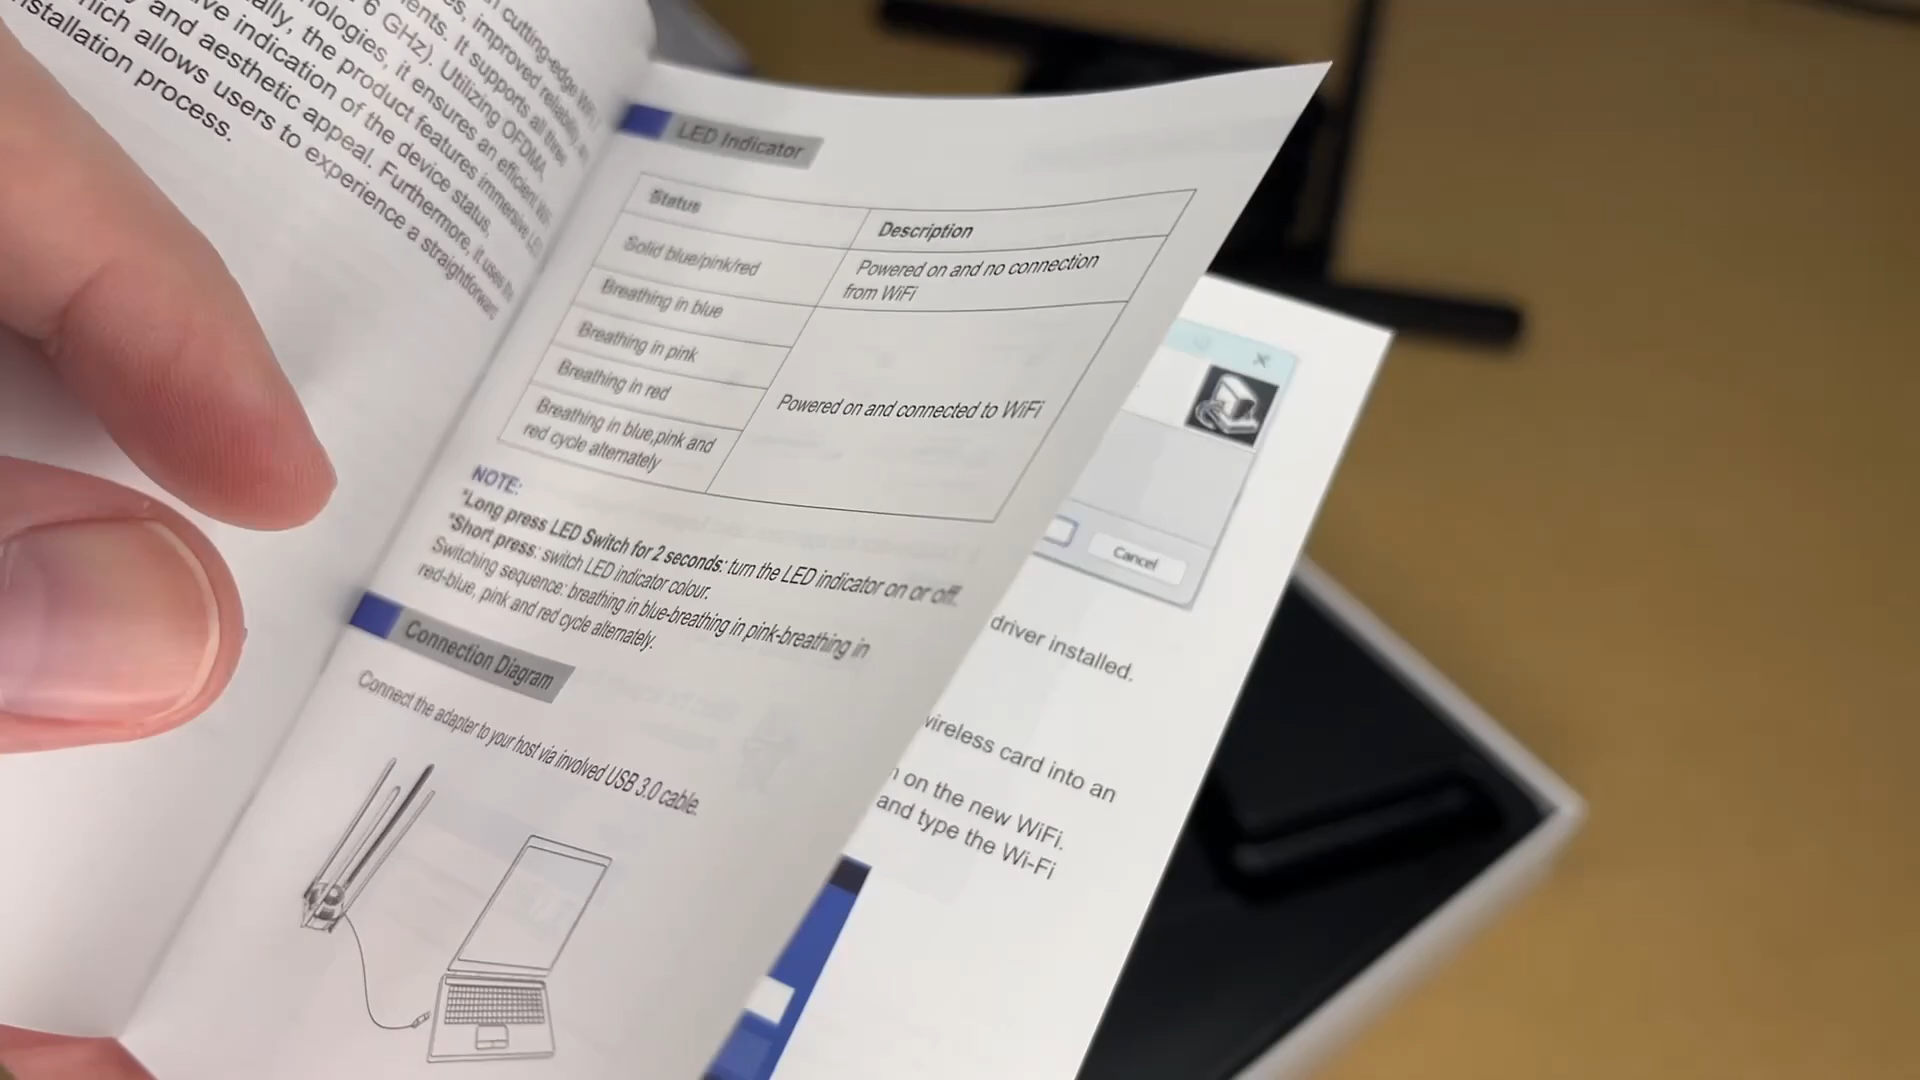 cutting-edge
es, improved reliability,
ents. It supports all three
6 GHz). Utilizing OFDMA,
nologies, it ensures an efficient
ally, the product features immersive
ve indication of the device status,
y and aesthetic appeal. Furthermore, it uses
hich allows users to experience a straightforward
stallation process.
LED Indicator
Status Description
Solid blue/pink/red Powered on and no connection
from WiFi
Breathing in blue
Breathing in pink
Breathing in red
Powered on and connected to WiFi
Breathing in blue,pink and
red cycle alternately
NOTE:
*Long press LED Switch for 2 seconds: turn the LED indicator on or off.
*Short press: switch LED indicator colour.
Switching sequence: breathing in blue-breathing in pink-breathing in
red-blue, pink and red cycle alternately.
Connection Diagram
Connect the adapter to your host via involved USB 3.0 cable.
Cancel
driver installed.
wireless card into an
on the new WiFi.
and type the Wi-Fi